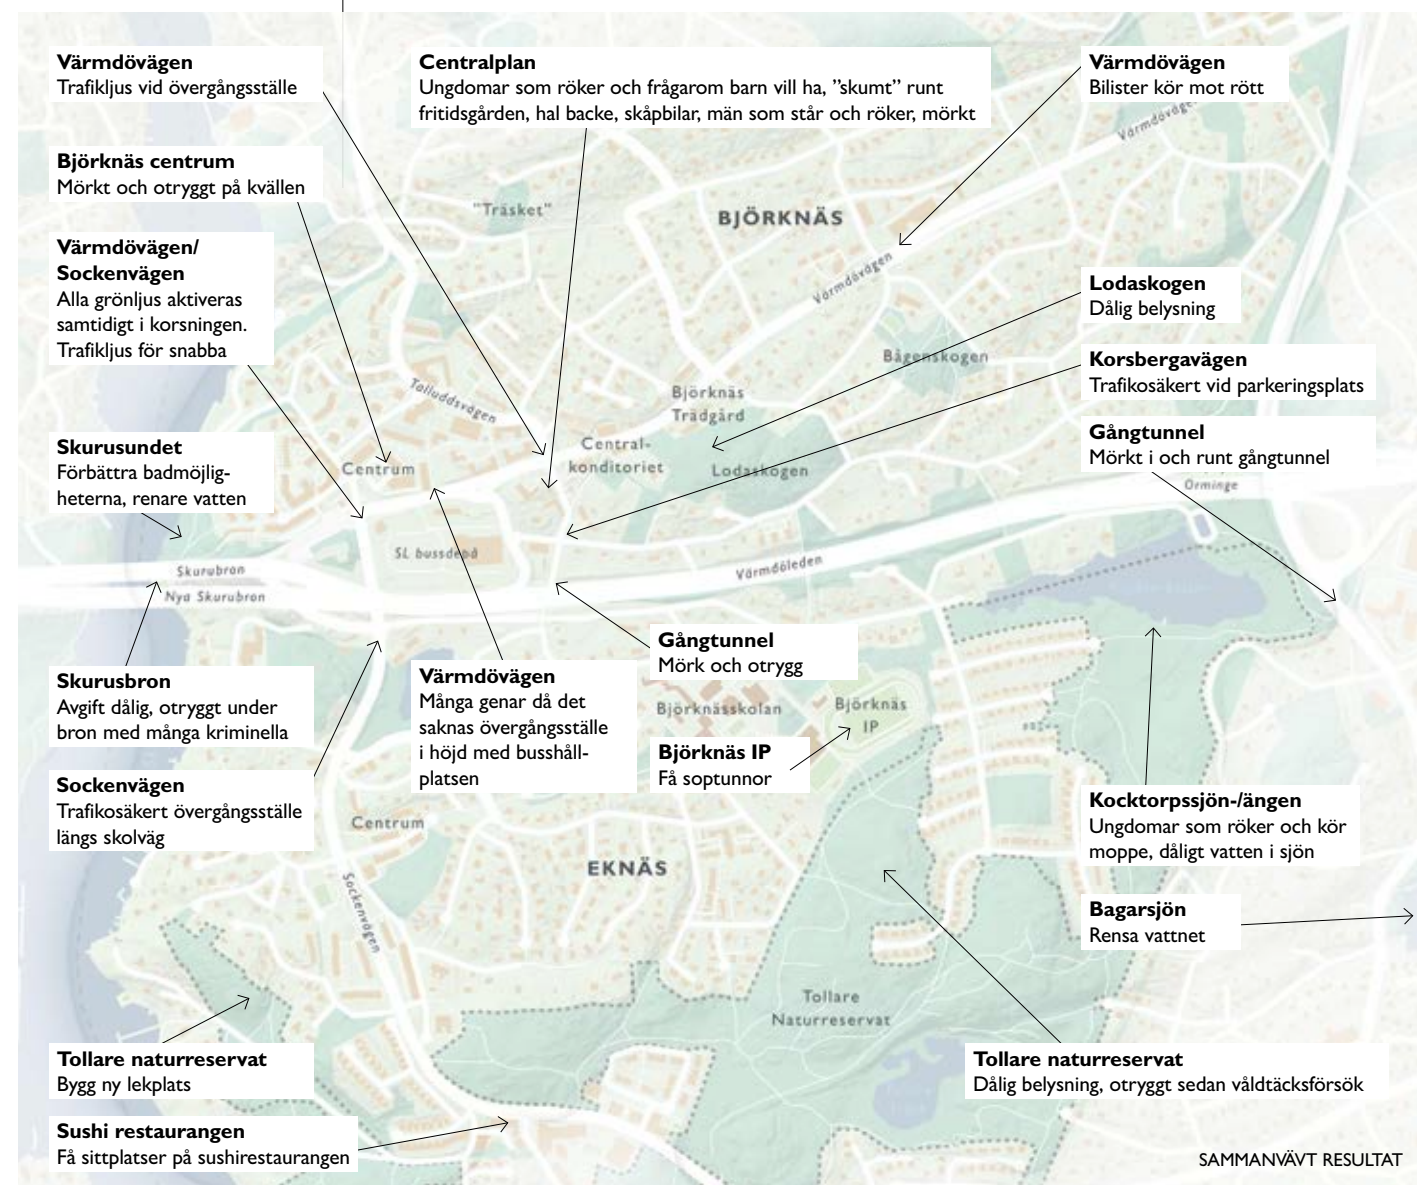 Värmdövägen
Trafikljus vid övergångsställe
Centralplan
Ungdomar som röker och frågarom barn vill ha, ”skumt” runt
fritidsgården, hal backe, skåpbilar, män som står och röker, mörkt
Värmdövägen
Bilister kör mot rött
Värmdövägen
Björknäs centrum
Mörkt och otryggt på kvällen
"Träsket"
BJÖRKNÄS
Värmdövägen/
Sockenvägen
Alla grönljus aktiveras
samtidigt i korsningen.
Trafikljus för snabba
Värmdövägen
Lodaskogen
Dålig belysning
Bågenskogen
Korsbergavägen
Trafikosäkert vid parkeringsplats
Talluddsvägen
Björknäs
Trädgård
Gångtunnel
Mörkt i och runt gångtunnel
Skurusundet
Förbättra badmöjlig-
heterna, renare vatten
Centrum
Central-
konditoriet
Lodaskogen
Orminge
SL bussdepå
Skurubron
Nya Skurubron
Värmdöleden
Gångtunnel
Mörk och otrygg
Skurusbron
Avgift dålig, otryggt under
bron med många kriminella
Värmdövägen
Många genar då det
saknas övergångsställe
i höjd med busshåll-
platsen
Björknässkolan
Björknäs
IP
Björknäs IP
Få soptunnor
Sockenvägen
Trafikosäkert övergångsställe
längs skolväg
Kocktorpssjön-/ängen
Ungdomar som röker och kör
moppe, dåligt vatten i sjön
Centrum
EKNÄS
Sockenvägen
Bagarsjön
Rensa vattnet
Tollare
Naturreservat
Tollare naturreservat
Bygg ny lekplats
Tollare naturreservat
Dålig belysning, otryggt sedan våldtäcksförsök
Sushi restaurangen
Få sittplatser på sushirestaurangen
SAMMANVÄVT RESULTAT